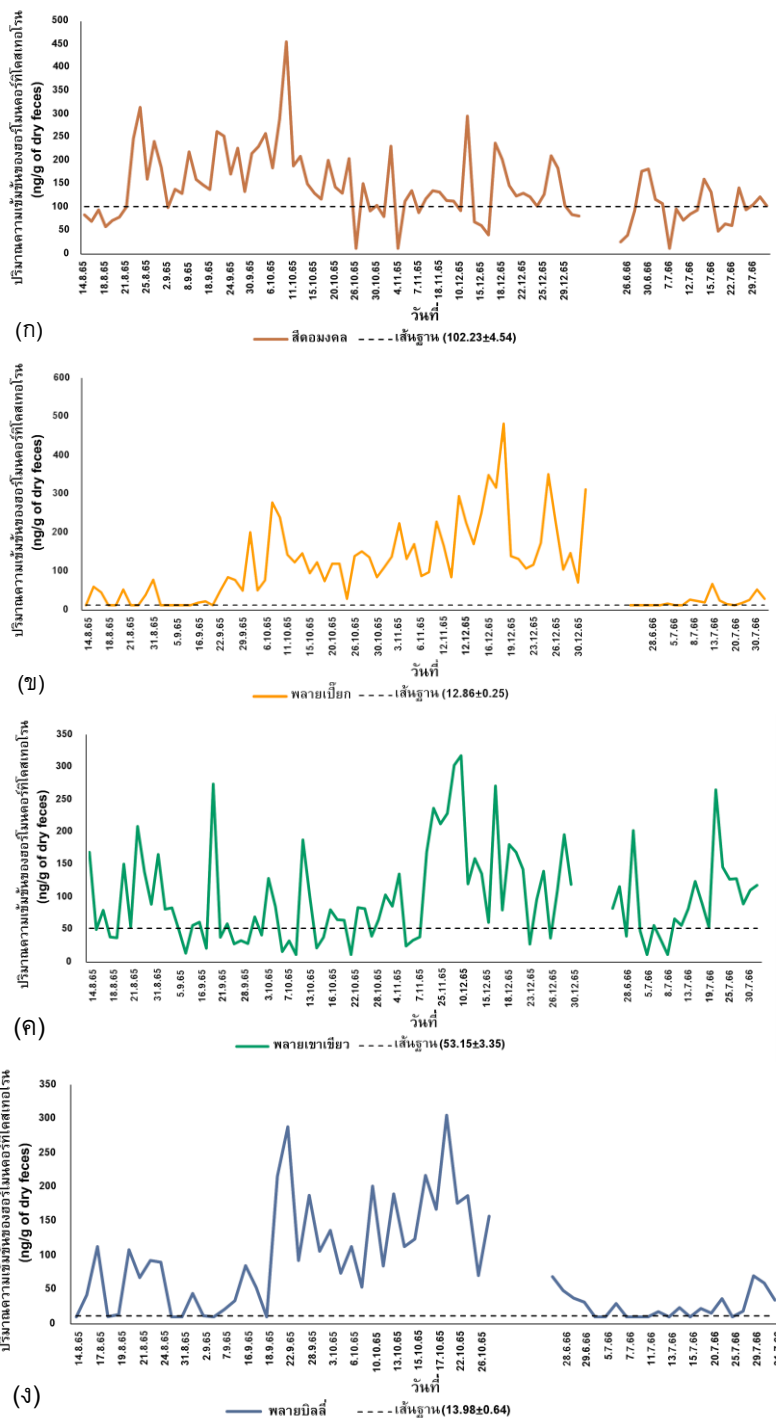 ปริมาณความเข้มข้นของฮอร์โมนคอร์ทิโคสเทอโรน
(ng/g of dry feces)
500
450
400
350
300
250
200
150
100
50
0
14.8.65 18.8.65 21.8.65 25.8.65 2.9.65 8.9.65 18.9.65 24.9.65 30.9.65 6.10.65 11.10.65 15.10.65 20.10.65 26.10.65 30.10.65 4.11.65 7.11.65 18.11.65 10.12.65 15.12.65 18.12.65 22.12.65 25.12.65 29.12.65 26.6.66 30.6.66 7.7.66 12.7.66 15.7.66 22.7.66 29.7.66
วันที่
(ก)
สีดอมงคล เส้นฐาน (102.23±4.54)
ปริมาณความเข้มข้นของฮอร์โมนคอร์ทิโคสเทอโรน
(ng/g of dry feces)
600
500
400
300
200
100
0
14.8.65 18.8.65 21.8.65 31.8.65 5.9.65 16.9.65 22.9.65 29.9.65 6.10.65 11.10.65 15.10.65 20.10.65 26.10.65 30.10.65 3.11.65 6.11.65 12.11.65 12.12.65 16.12.65 19.12.65 23.12.65 26.12.65 30.12.65 28.6.66 5.7.66 8.7.66 13.7.66 20.7.66 30.7.66
วันที่
(ข)
พลายเปี๊ยก เส้นฐาน (12.86±0.25)
ปริมาณความเข้มข้นของฮอร์โมนคอร์ทิโคสเทอโรน
(ng/g of dry feces)
350
300
250
200
150
100
50
0
14.8.65 18.8.65 21.8.65 31.8.65 5.9.65 16.9.65 21.9.65 28.9.65 3.10.65 7.10.65 13.10.65 16.10.65 22.10.65 28.10.65 4.11.65 7.11.65 25.11.65 10.12.65 15.12.65 18.12.65 23.12.65 26.12.65 30.12.65 28.6.66 5.7.66 8.7.66 13.7.66 19.7.66 25.7.66 30.7.66
วันที่
(ค)
พลายเขาเขียว เส้นฐาน (53.15±3.35)
ปริมาณความเข้มข้นของฮอร์โมนคอร์ทิโคสเทอโรน
(ng/g of dry feces)
350
300
250
200
150
100
50
0
14.8.65 17.8.65 19.8.65 21.8.65 24.8.65 31.8.65 2.9.65 7.9.65 16.9.65 18.9.65 22.9.65 28.9.65 3.10.65 6.10.65 10.10.65 13.10.65 15.10.65 17.10.65 22.10.65 26.10.65 28.6.66 29.6.66 5.7.66 7.7.66 11.7.66 13.7.66 15.7.66 20.7.66 25.7.66 29.7.66
วันที่
(ง)
พลายบิลลี่ เส้นฐาน (13.98±0.64)